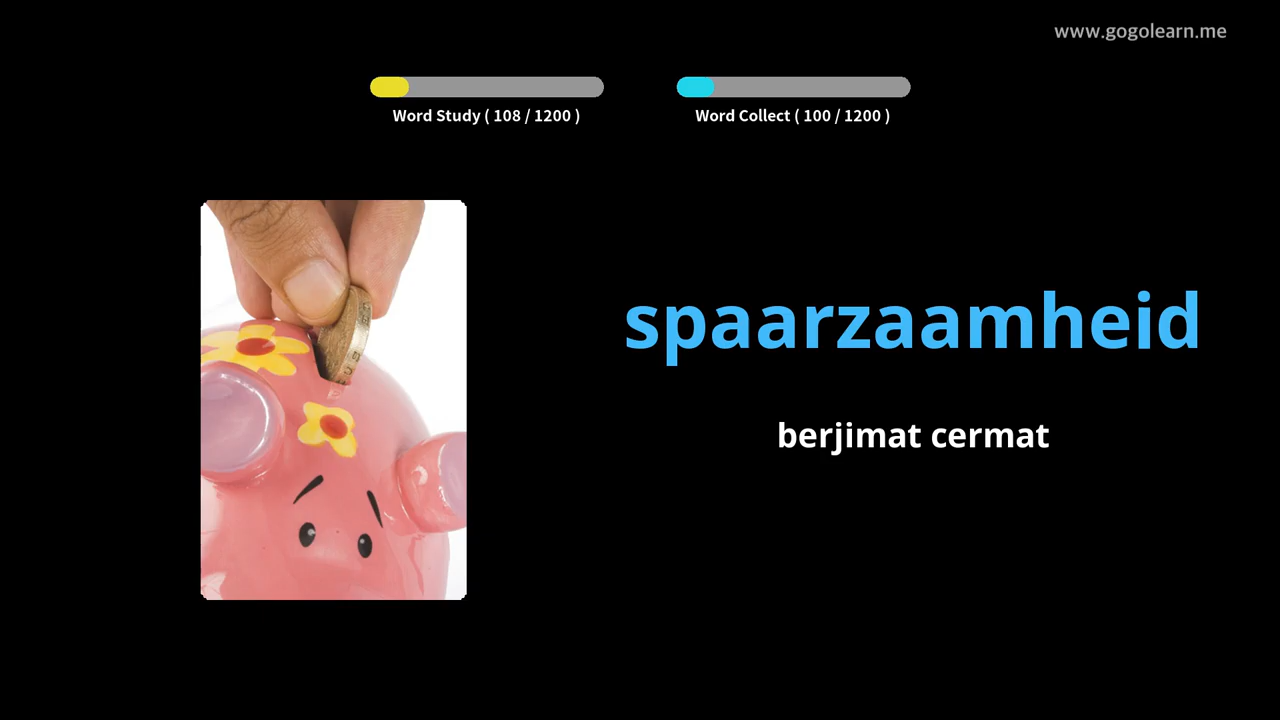 www.gogolearn.me
Word Study ( 108 / 1200 )
Word Collect ( 100 / 1200 )
spaarzaamheid
berjimat cermat